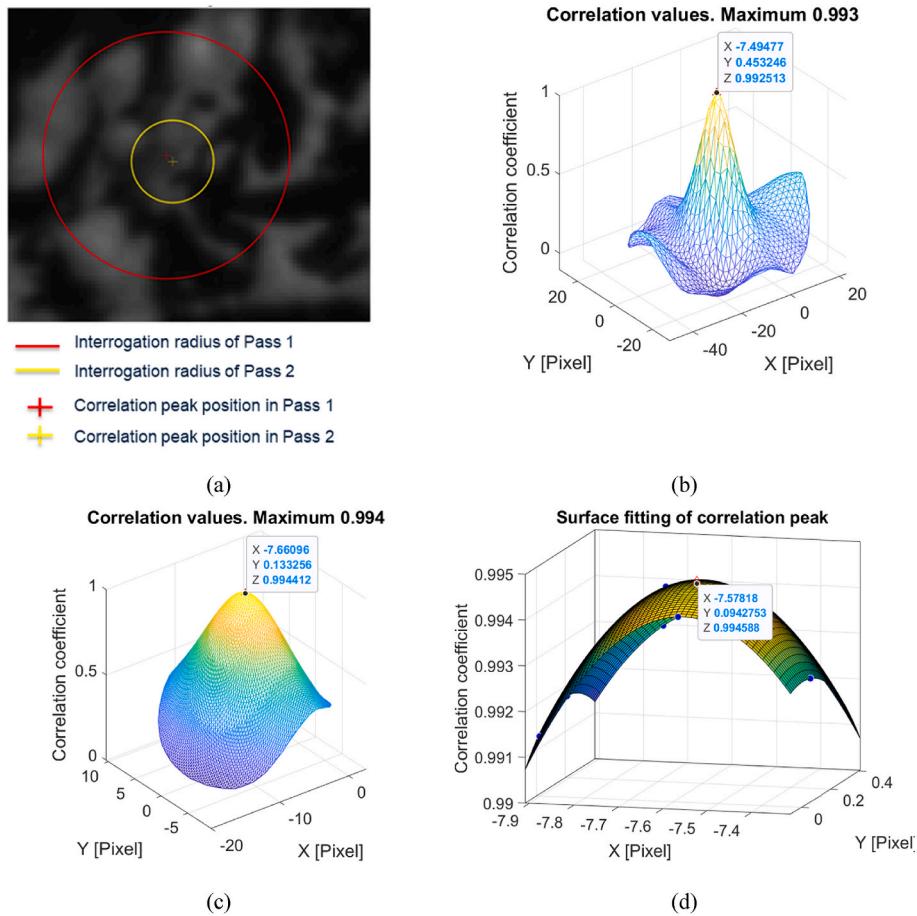 Correlation values. Maximum 0.993
X -7.49477
Y 0.453246
Z 0.992513
1
0.5
0
Correlation coefficient
20
0
-20
Y [Pixel]
-40
-20
0
20
X [Pixel]
Interrogation radius of Pass 1
Interrogation radius of Pass 2
Correlation peak position in Pass 1
Correlation peak position in Pass 2
(a)
(b)
Correlation values. Maximum 0.994
X -7.66096
Y 0.133256
Z 0.994412
1
0.5
0
Correlation coefficient
10
5
0
-5
Y [Pixel]
-20
-10
0
X [Pixel]
Surface fitting of correlation peak
X -7.57818
Y 0.0942753
Z 0.994588
0.995
0.994
0.993
0.992
0.991
0.99
Correlation coefficient
-7.9
-7.8
-7.7
-7.6
-7.5
-7.4
X [Pixel]
0
0.2
0.4
Y [Pixel]
(c)
(d)